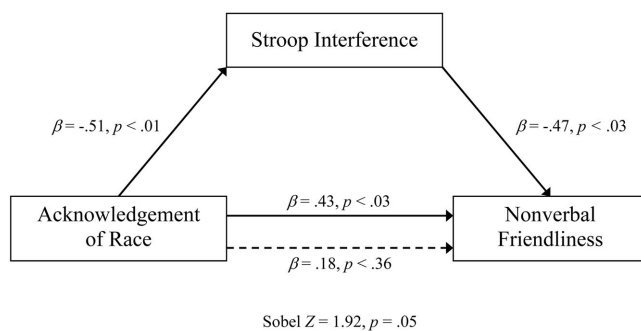 Stroop Interference
β = -.51, p < .01
β = -.47, p < .03
Acknowledgement
of Race
β = .43, p < .03
Nonverbal
Friendliness
β = .18, p < .36
Sobel Z = 1.92, p = .05